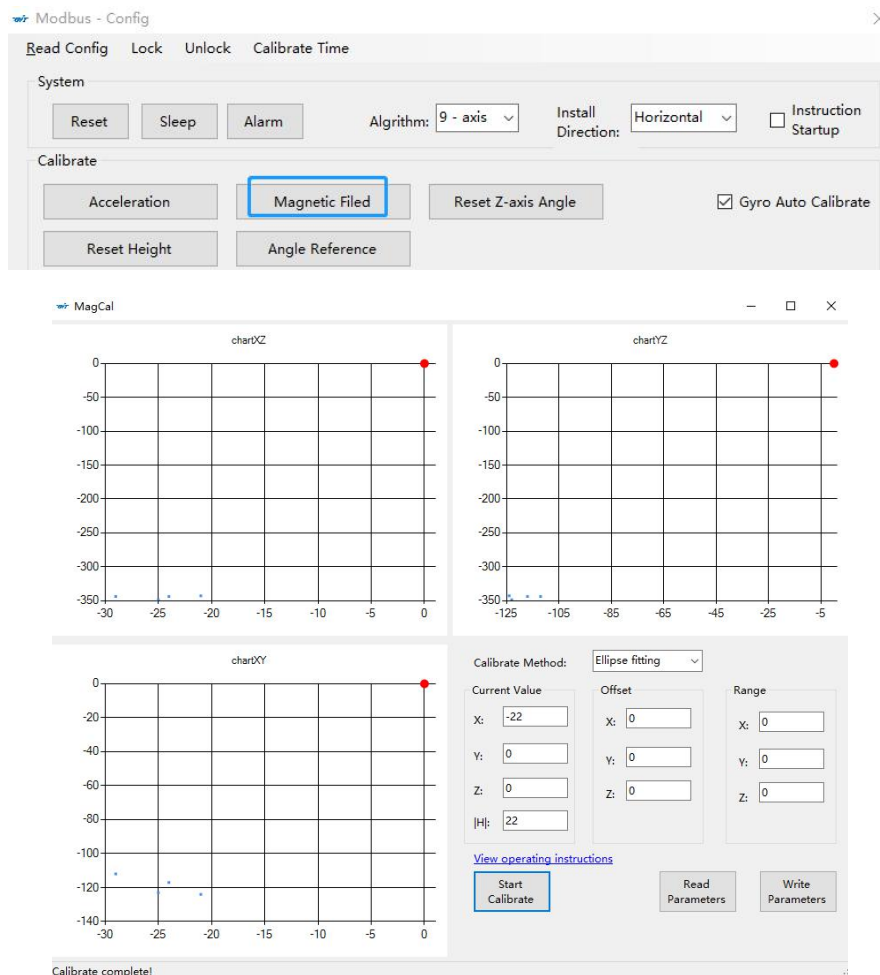 Modbus - Config
Read Config Lock Unlock Calibrate Time
System
Reset Sleep Alarm Algrithm: 9 - axis Install Direction: Horizontal Instruction Startup
Calibrate
Acceleration Magnetic Filed Reset Z-axis Angle Gyro Auto Calibrate
Reset Height Angle Reference
MagCal
chartXZ
0
-50
-100
-150
-200
-250
-300
-350
-30 -25 -20 -15 -10 -5 0
chartYZ
0
-50
-100
-150
-200
-250
-300
-350
-125 -105 -85 -65 -45 -25 -5
chartXY
0
-20
-40
-60
-80
-100
-120
-140
-30 -25 -20 -15 -10 -5 0
Calibrate Method: Ellipse fitting
Current Value Offset Range
X: -22 X: 0 X: 0
Y: 0 Y: 0 Y: 0
Z: 0 Z: 0 Z: 0
|H|: 22
View operating instructions
Start Calibrate Read Parameters Write Parameters
Calibrate complete!